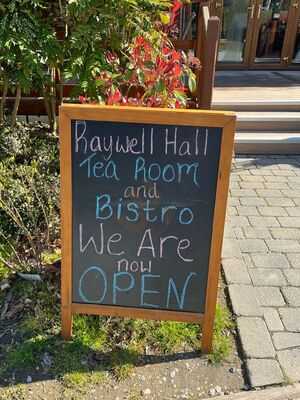 Raywell Hall
Tea Room
and
Bistro
We Are
now
OPEN